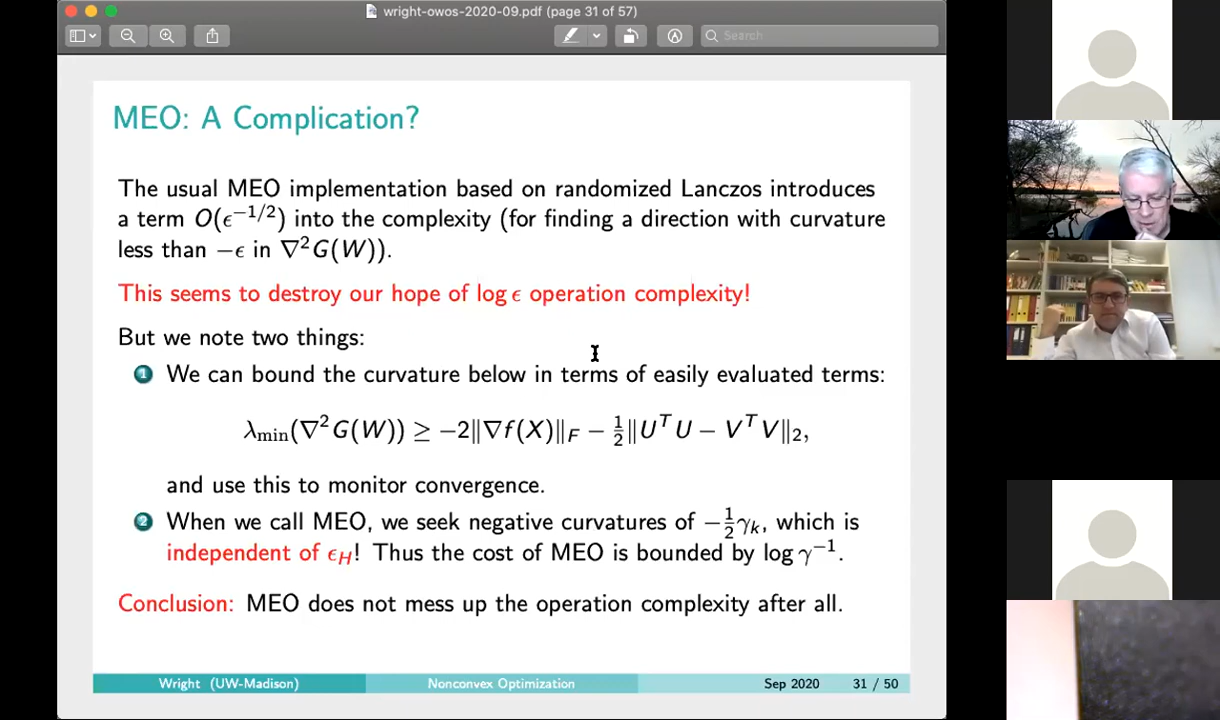 wright-owos-2020-09.pdf (page 31 of 57)
Search
MEO: A Complication?
The usual MEO implementation based on randomized Lanczos introduces
a term O(ϵ^{−1/2}) into the complexity (for finding a direction with curvature
less than −ϵ in ∇²G(W)).
This seems to destroy our hope of log ϵ operation complexity!
But we note two things:
1 We can bound the curvature below in terms of easily evaluated terms:
λ_min(∇²G(W)) ≥ −2‖∇f(X)‖_F − ½‖U^T U − V^T V‖₂,
and use this to monitor convergence.
2 When we call MEO, we seek negative curvatures of −½γ_k, which is
independent of ϵ_H! Thus the cost of MEO is bounded by log γ^{−1}.
Conclusion: MEO does not mess up the operation complexity after all.
Wright (UW-Madison) Nonconvex Optimization Sep 2020 31 / 50